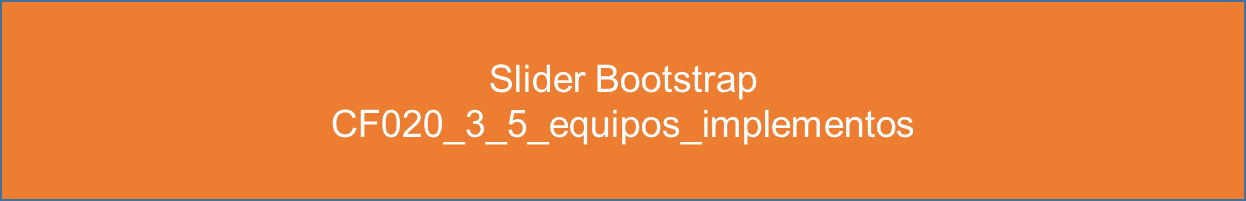 Slider Bootstrap
CF020_3_5_equipos_implementos